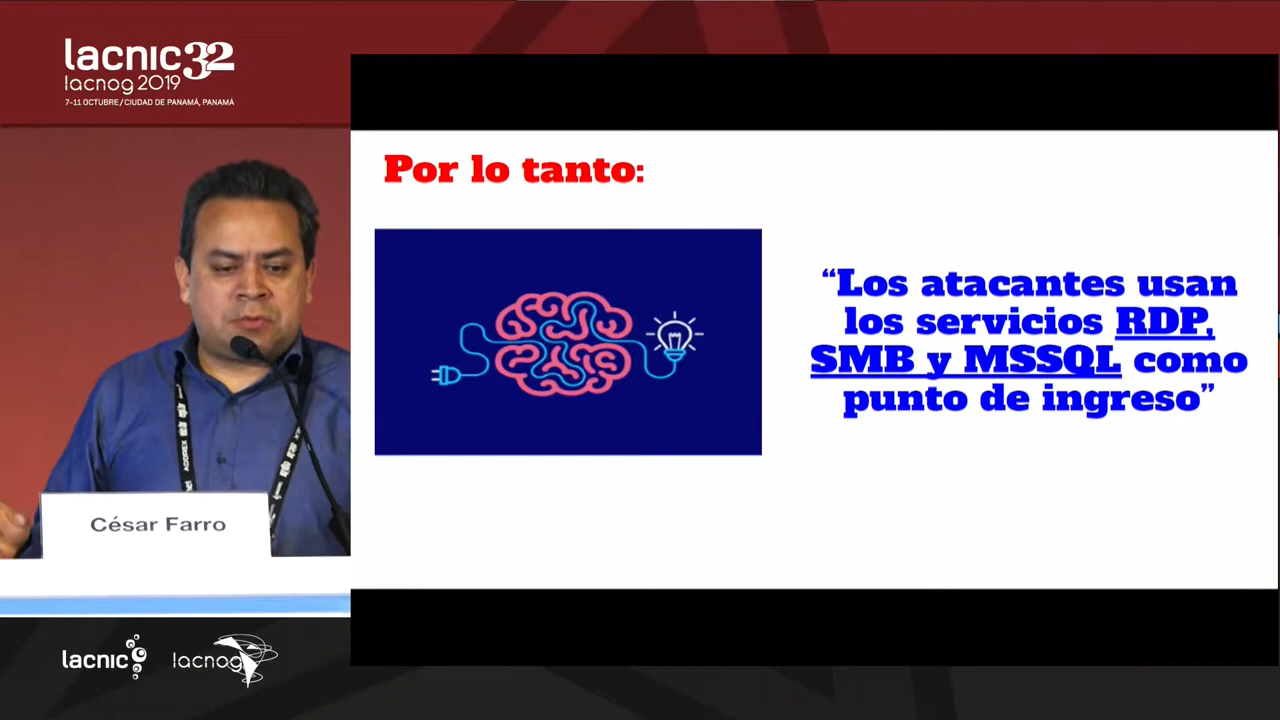 lacnic32
lacnog 2019
7-11 OCTUBRE / CIUDAD DE PANAMÁ, PANAMÁ
Por lo tanto:
“Los atacantes usan
los servicios RDP,
SMB y MSSQL como
punto de ingreso”
César Farro
lacnic
lacnog